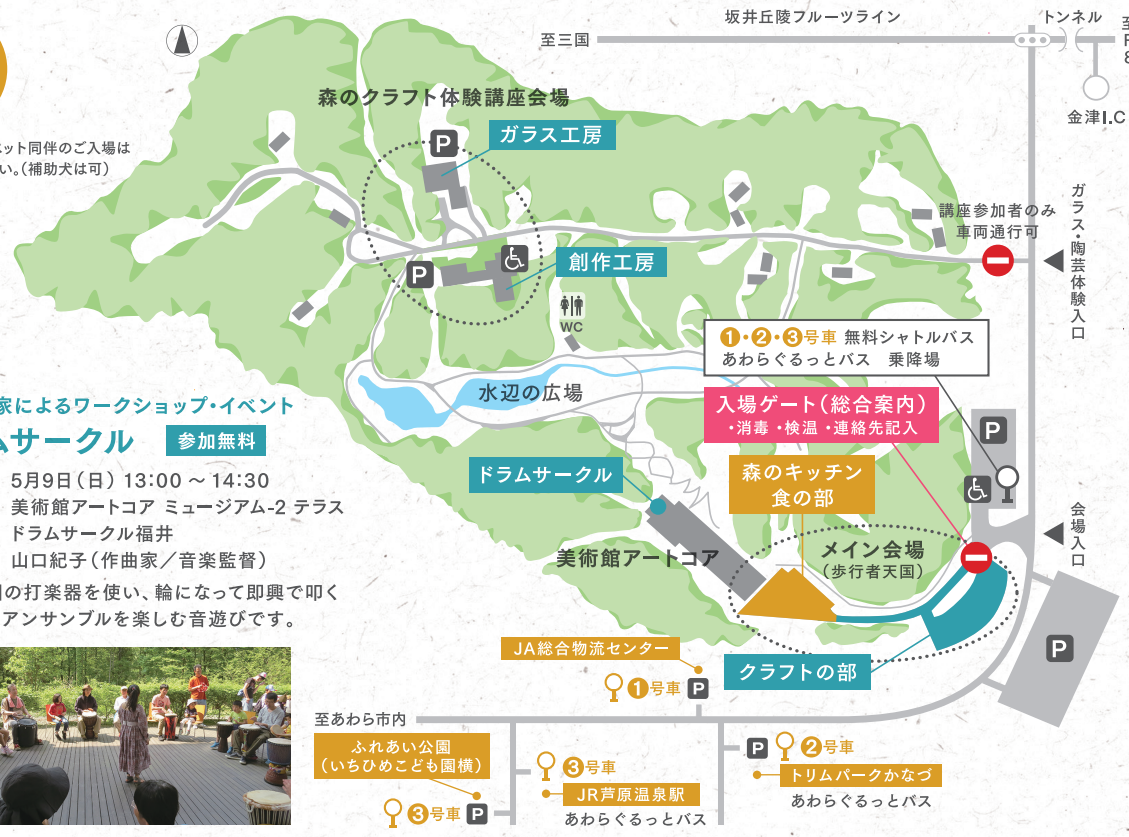 坂井丘陵フルーツライン
トンネル
至三国
至
金津I.C
森のクラフト体験講座会場
P
ガラス工房
ット同伴のご入場は
い。(補助犬は可)
講座参加者のみ
車両通行可
ガラス・陶芸体験入口
P
創作工房
WC
①・②・③号車 無料シャトルバス
あわらぐるっとバス 乗降場
水辺の広場
入場ゲート(総合案内)
・消毒 ・検温 ・連絡先記入
P
家によるワークショップ・イベント
ムサークル 参加無料
5月9日(日) 13:00 ～ 14:30
美術館アートコア ミュージアム-2 テラス
ドラムサークル福井
山口紀子(作曲家／音楽監督)
の打楽器を使い、輪になって即興で叩く
アンサンブルを楽しむ音遊びです。
ドラムサークル
森のキッチン
食の部
会場入口
美術館アートコア
メイン会場
(歩行者天国)
P
クラフトの部
JA総合物流センター
①号車 P
至あわら市内
ふれあい公園
(いちひめこども園横)
③号車 P
③号車
JR芦原温泉駅
あわらぐるっとバス
P ②号車
トリムパークかなづ
あわらぐるっとバス